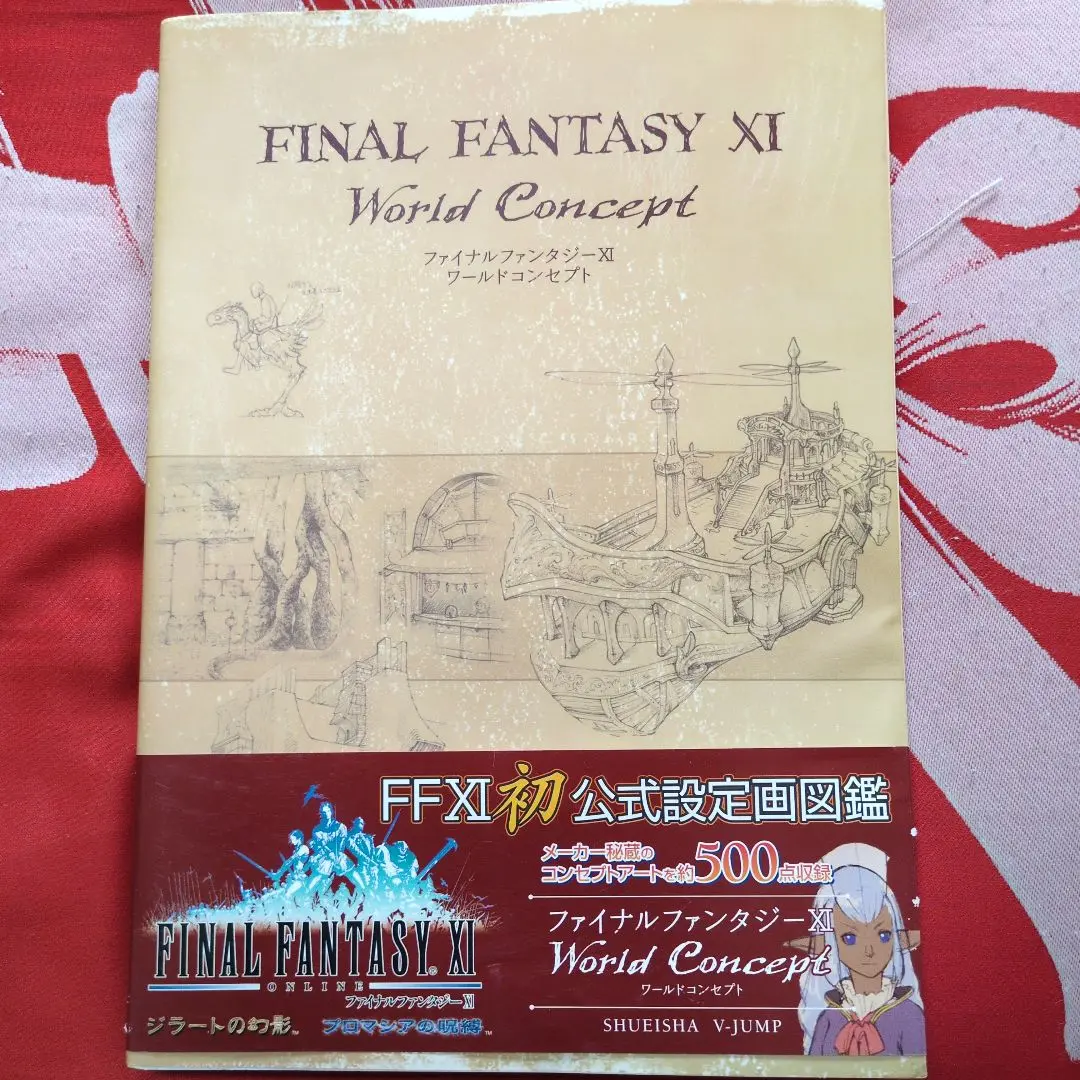 FINAL FANTASY XI
World Concept
ファイナルファンタジーXI
ワールドコンセプト
FFXI初公式設定画図鑑
メーカー秘蔵の
コンセプトアートを約500点収録
ファイナルファンタジーXI
World Concept
ワールドコンセプト
SHUEISHA V-JUMP
FINAL FANTASY® XI
ONLINE
ファイナルファンタジーXI
ジラートの幻影™ プロマシアの呪縛™